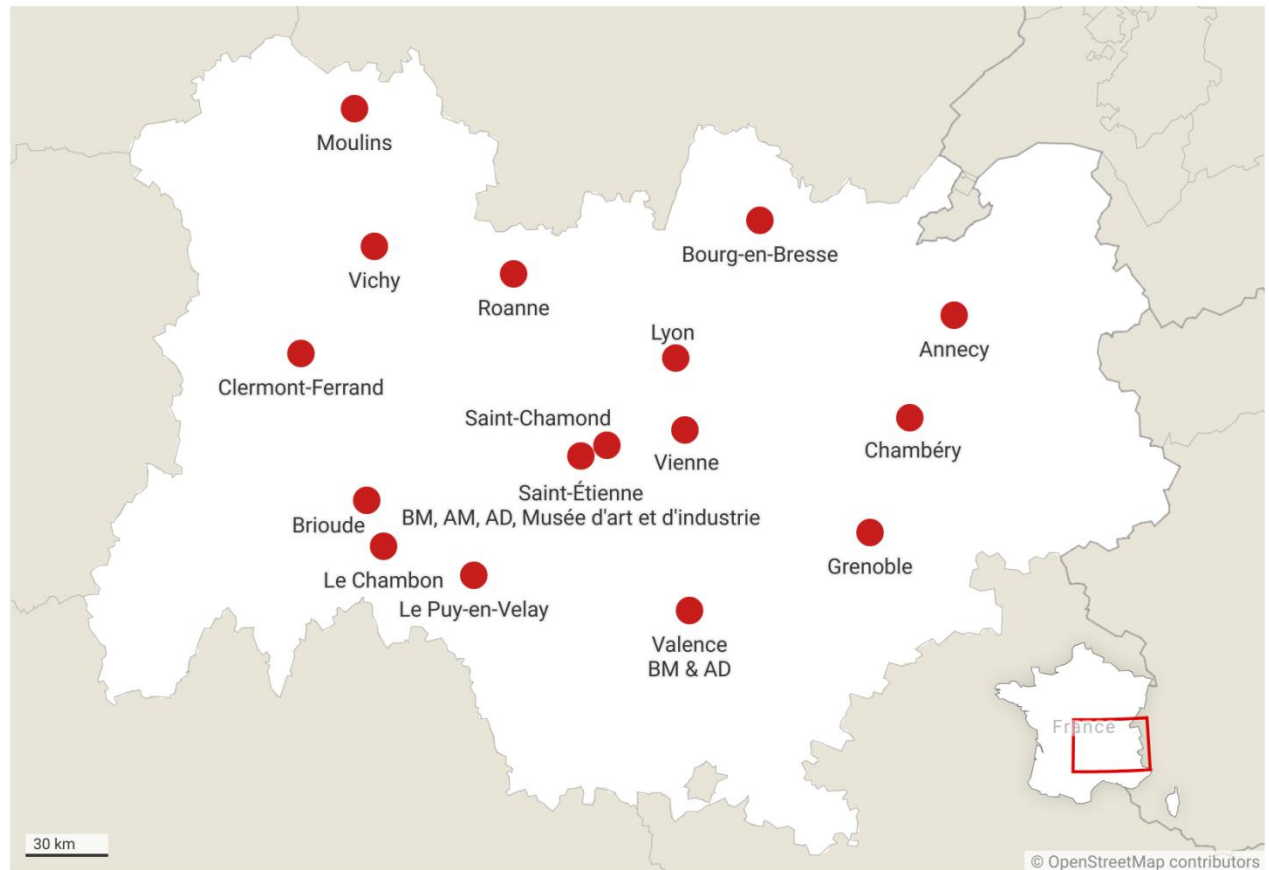 Moulins
Bourg-en-Bresse
Vichy
Roanne
Lyon
Annecy
Clermont-Ferrand
Saint-Chamond
Vienne
Chambéry
Saint-Étienne
BM, AM, AD, Musée d'art et d'industrie
Brioude
Le Chambon
Grenoble
Le Puy-en-Velay
Valence
BM & AD
France
30 km
© OpenStreetMap contributors